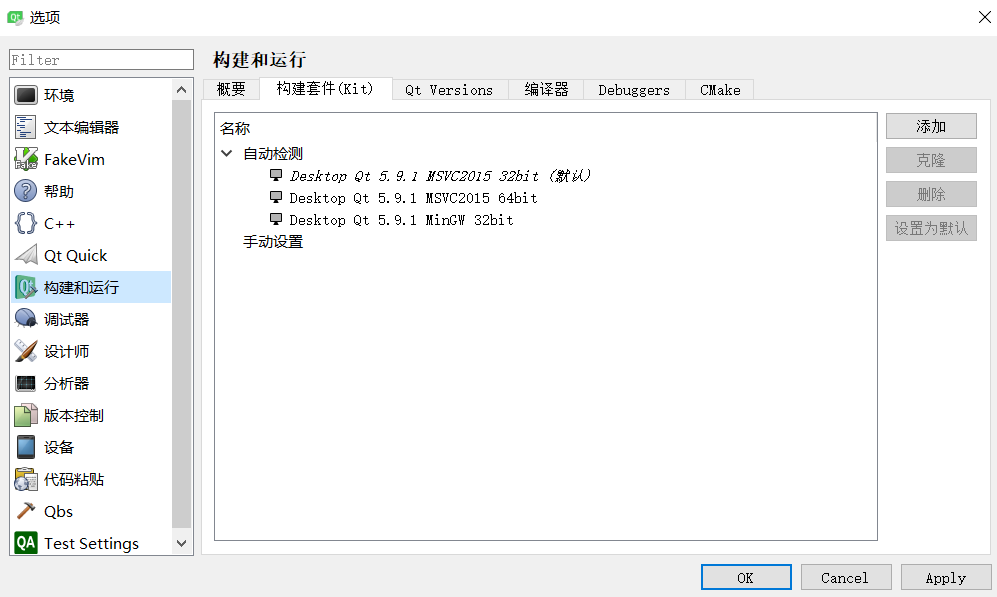 选项
Filter
环境
文本编辑器
FakeVim
帮助
C++
Qt Quick
构建和运行
调试器
设计师
分析器
版本控制
设备
代码粘贴
Qbs
Test Settings
构建和运行
概要 构建套件(Kit) Qt Versions 编译器 Debuggers CMake
名称
自动检测
Desktop Qt 5.9.1 MSVC2015 32bit (默认)
Desktop Qt 5.9.1 MSVC2015 64bit
Desktop Qt 5.9.1 MinGW 32bit
手动设置
添加
克隆
删除
设置为默认
OK Cancel Apply